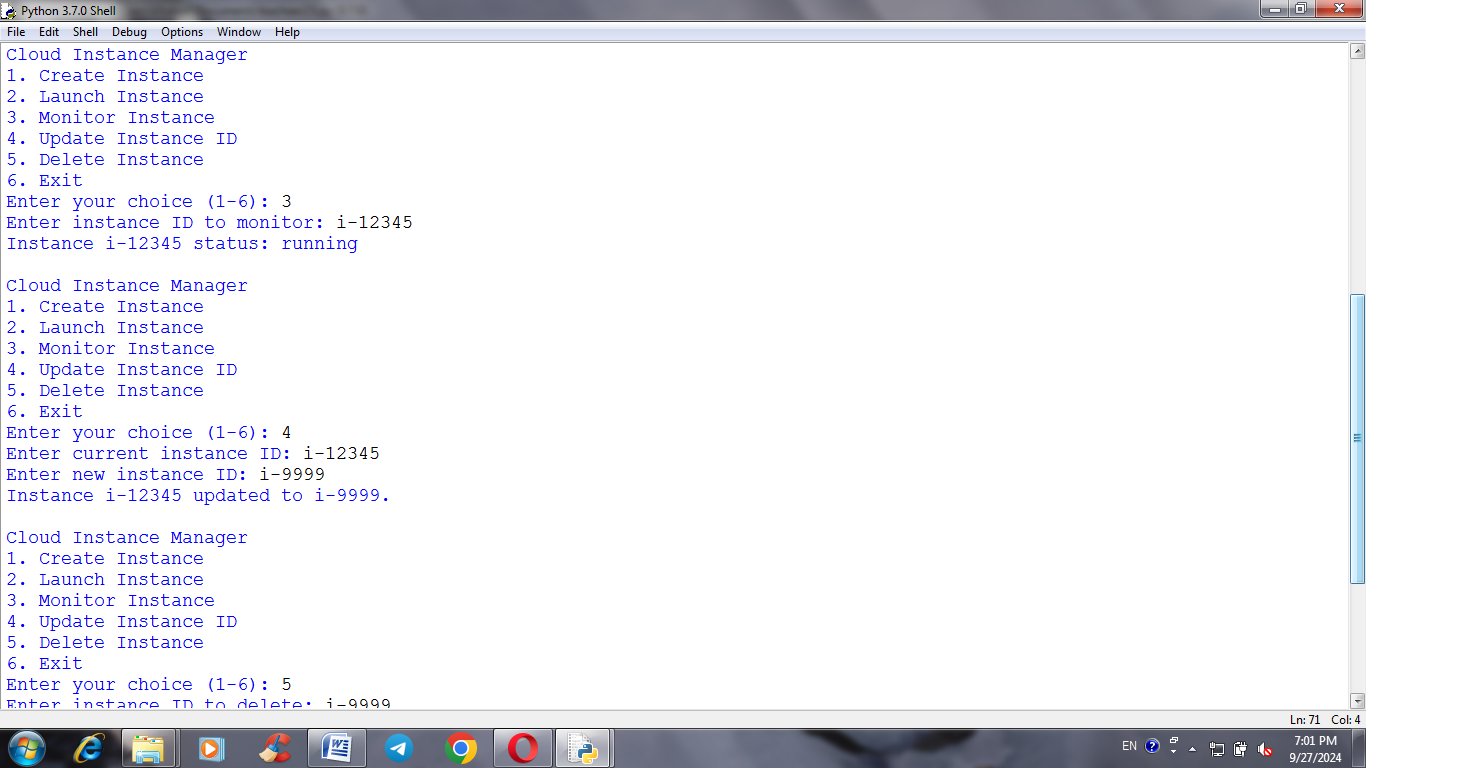 Python 3.7.0 Shell
File Edit Shell Debug Options Window Help
Cloud Instance Manager
1. Create Instance
2. Launch Instance
3. Monitor Instance
4. Update Instance ID
5. Delete Instance
6. Exit
Enter your choice (1-6): 3
Enter instance ID to monitor: i-12345
Instance i-12345 status: running
Cloud Instance Manager
1. Create Instance
2. Launch Instance
3. Monitor Instance
4. Update Instance ID
5. Delete Instance
6. Exit
Enter your choice (1-6): 4
Enter current instance ID: i-12345
Enter new instance ID: i-9999
Instance i-12345 updated to i-9999.
Cloud Instance Manager
1. Create Instance
2. Launch Instance
3. Monitor Instance
4. Update Instance ID
5. Delete Instance
6. Exit
Enter your choice (1-6): 5
Enter instance ID to delete: i-9999
Ln: 71 Col: 4
EN
7:01 PM
9/27/2024